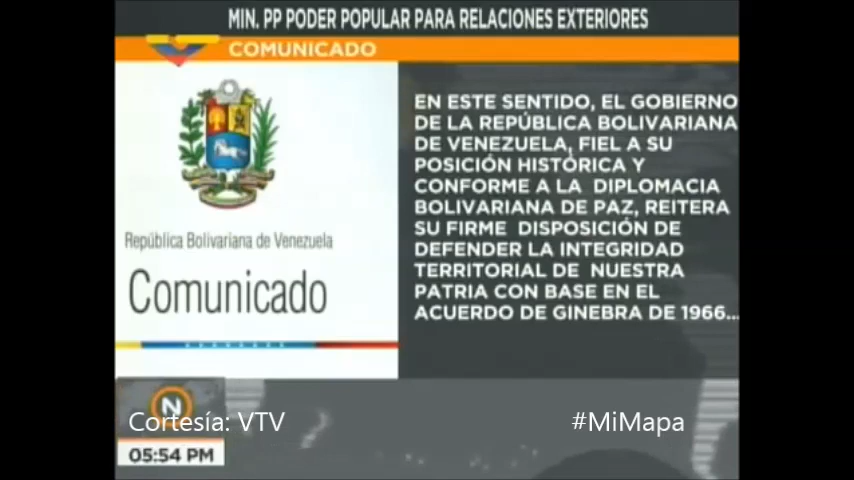 MIN. PP PODER POPULAR PARA RELACIONES EXTERIORES
COMUNICADO
República Bolivariana de Venezuela
Comunicado
EN ESTE SENTIDO, EL GOBIERNO
DE LA REPÚBLICA BOLIVARIANA
DE VENEZUELA, FIEL A SU
POSICIÓN HISTÓRICA Y
CONFORME A LA DIPLOMACIA
BOLIVARIANA DE PAZ, REITERA
SU FIRME DISPOSICIÓN DE
DEFENDER LA INTEGRIDAD
TERRITORIAL DE NUESTRA
PATRIA CON BASE EN EL
ACUERDO DE GINEBRA DE 1966...
N
Cortesía: VTV
#MiMapa
05:54 PM